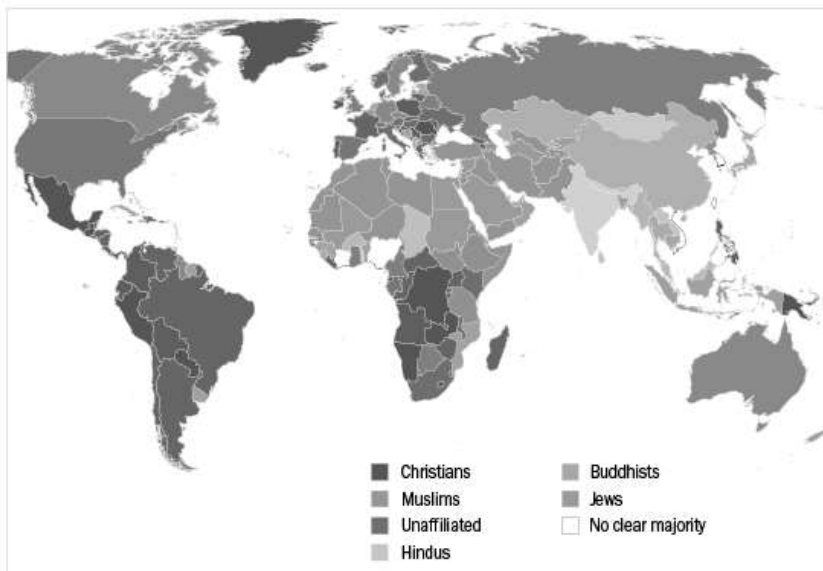 Christians
Muslims
Unaffiliated
Hindus
Buddhists
Jews
No clear majority